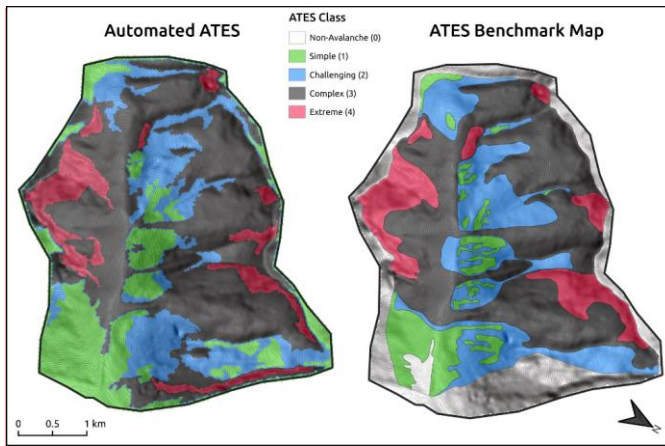 Automated ATES
ATES Class
Non-Avalanche (0)
Simple (1)
Challenging (2)
Complex (3)
Extreme (4)
ATES Benchmark Map
0 0.5 1 km
N